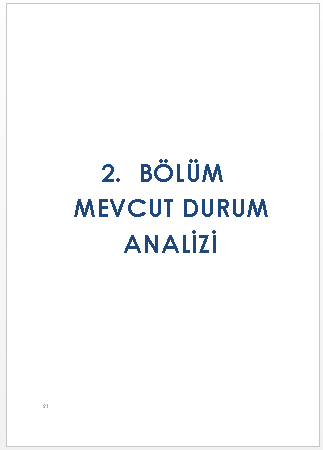 2. BÖLÜM
MEVCUT DURUM
ANALİZİ